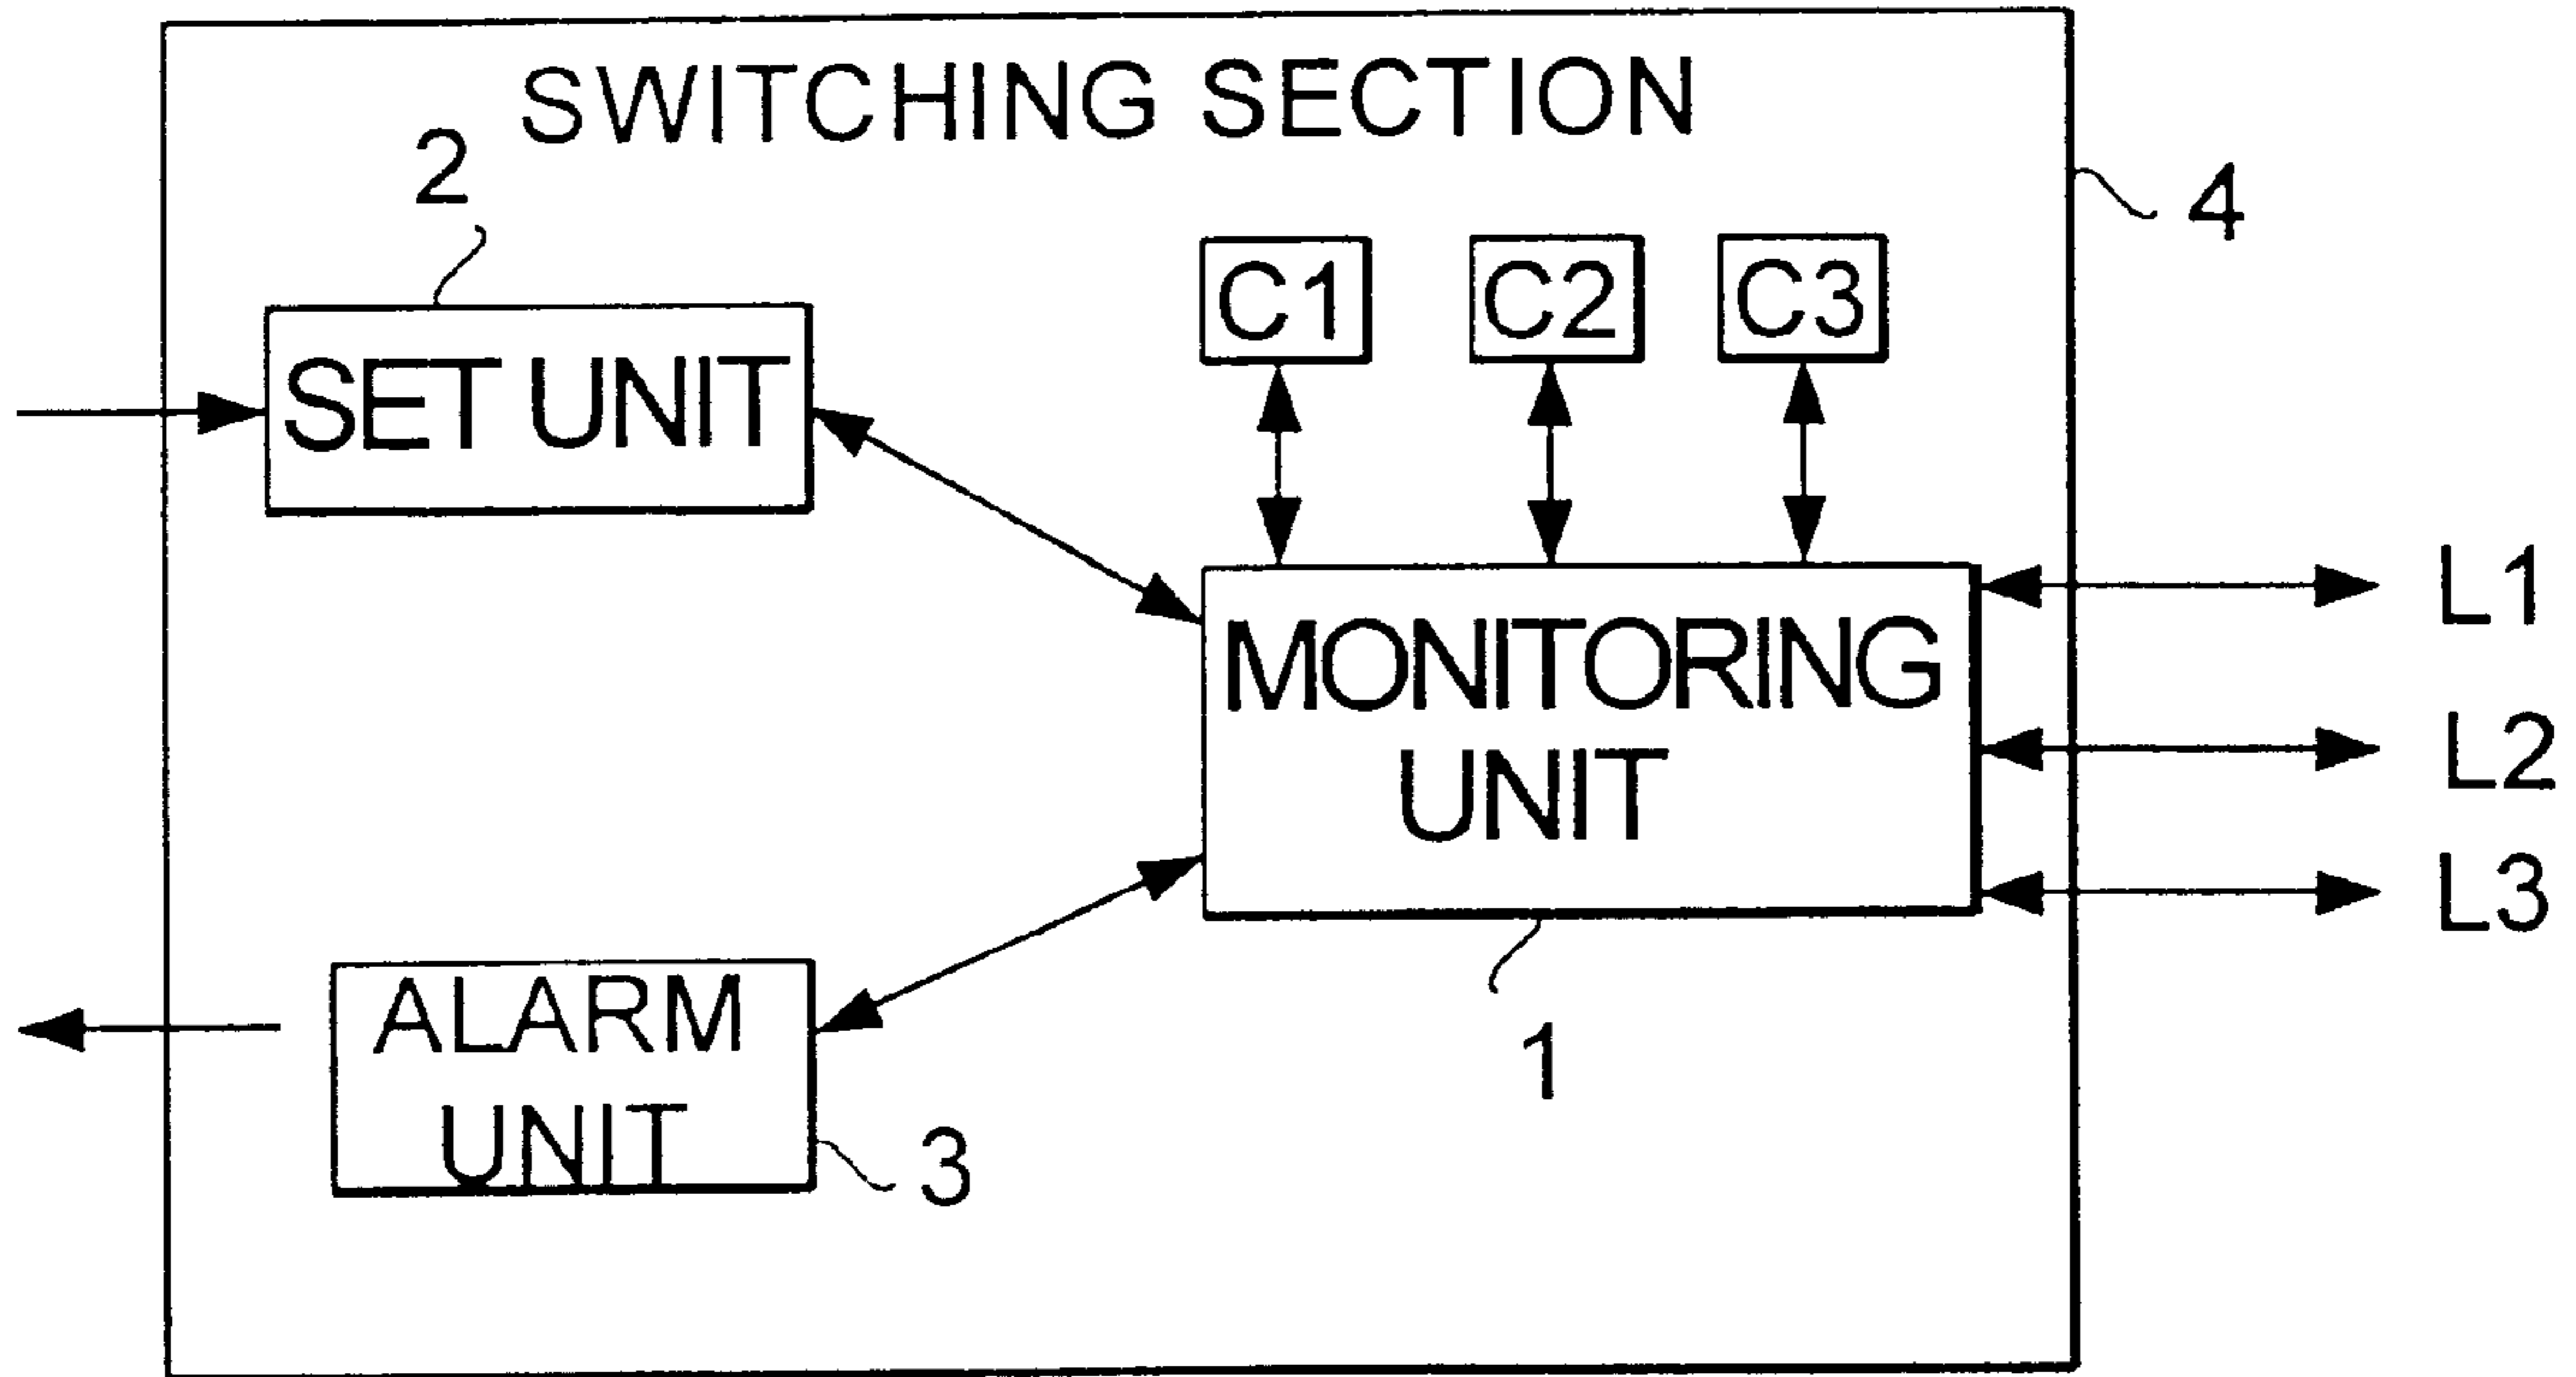 SWITCHING SECTION
2
4
C1
C2
C3
SET UNIT
L1
MONITORING
UNIT
L2
L3
ALARM
UNIT
1
3